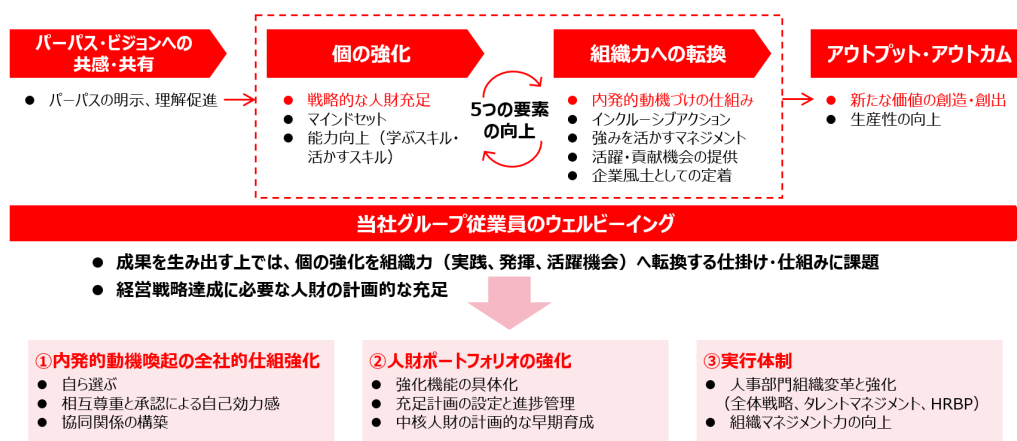 パーパス・ビジョンへの
共感・共有
● パーパスの明示、理解促進
個の強化
● 戦略的な人財充足
● マインドセット
● 能力向上（学ぶスキル・
活かすスキル）
5つの要素
の向上
組織力への転換
● 内発的動機づけの仕組み
● インクルーシブアクション
● 強みを活かすマネジメント
● 活躍・貢献機会の提供
● 企業風土としての定着
アウトプット・アウトカム
● 新たな価値の創造・創出
● 生産性の向上
当社グループ従業員のウェルビーイング
● 成果を生み出す上では、個の強化を組織力（実践、発揮、活躍機会）へ転換する仕掛け・仕組みに課題
● 経営戦略達成に必要な人財の計画的な充足
①内発的動機喚起の全社的仕組強化
● 自ら選ぶ
● 相互尊重と承認による自己効力感
● 協同関係の構築
②人財ポートフォリオの強化
● 強化機能の具体化
● 充足計画の設定と進捗管理
● 中核人財の計画的な早期育成
③実行体制
● 人事部門組織変革と強化
（全体戦略、タレントマネジメント、HRBP）
● 組織マネジメント力の向上